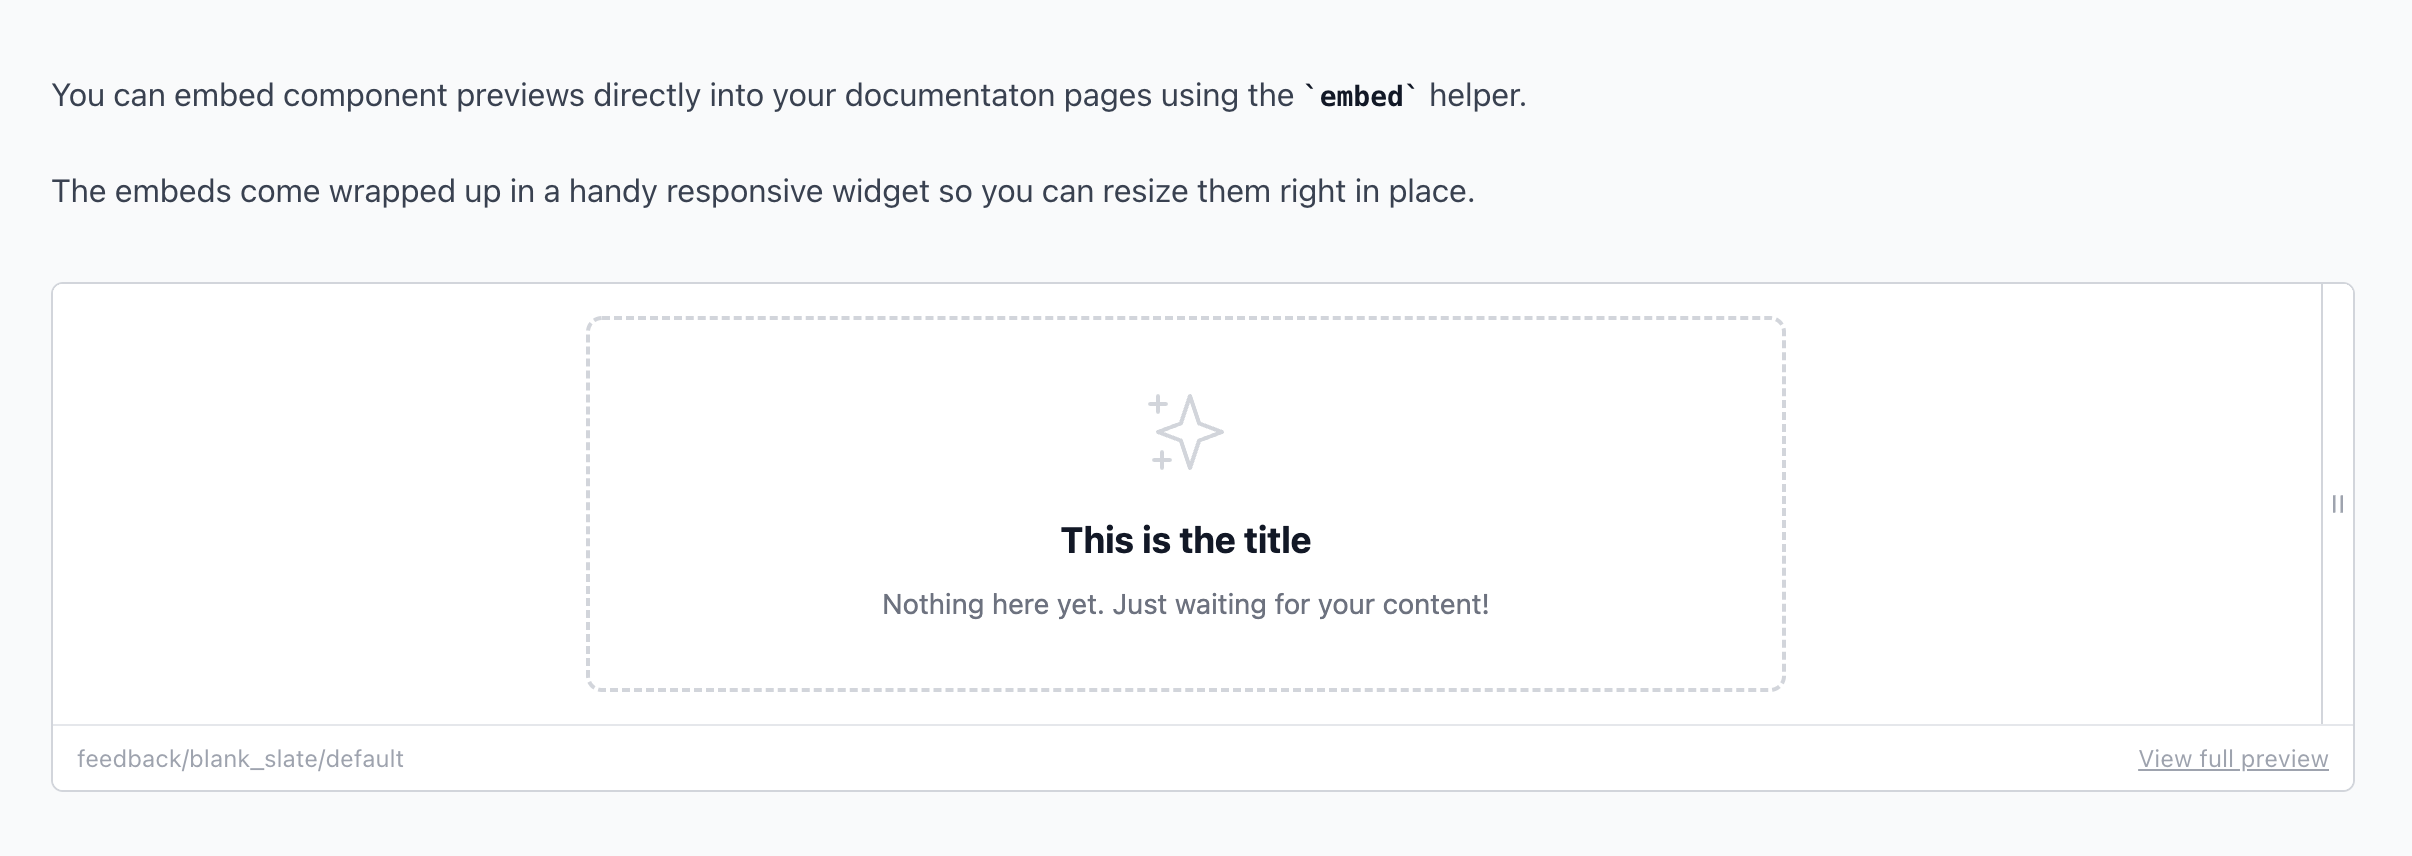 You can embed component previews directly into your documentaton pages using the `embed` helper.
The embeds come wrapped up in a handy responsive widget so you can resize them right in place.
This is the title
Nothing here yet. Just waiting for your content!
feedback/blank_slate/default
View full preview